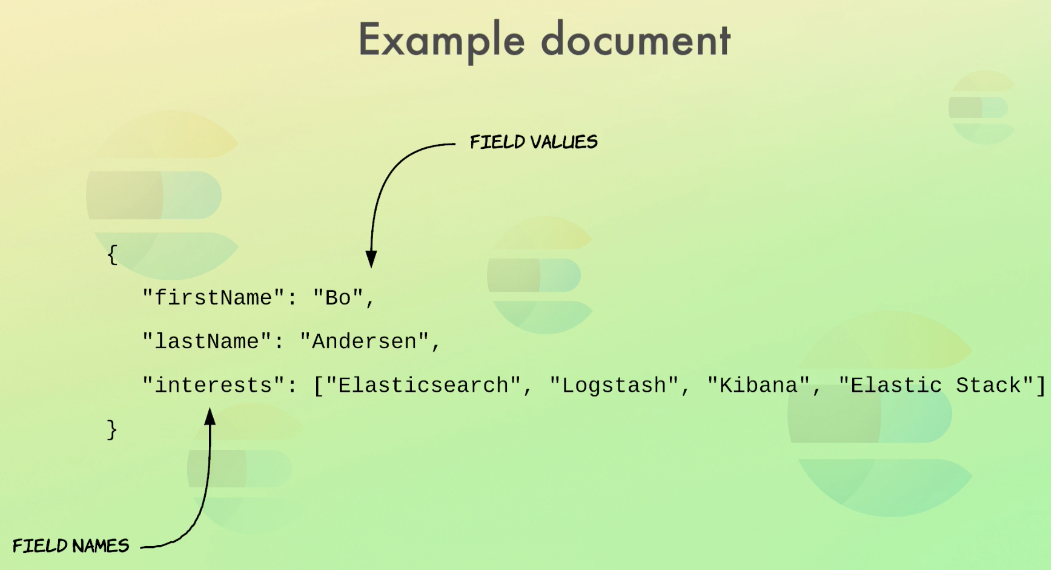 Example document
FIELD VALUES
{
"firstName": "Bo",
"lastName": "Andersen",
"interests": ["Elasticsearch", "Logstash", "Kibana", "Elastic Stack"]
}
FIELD NAMES